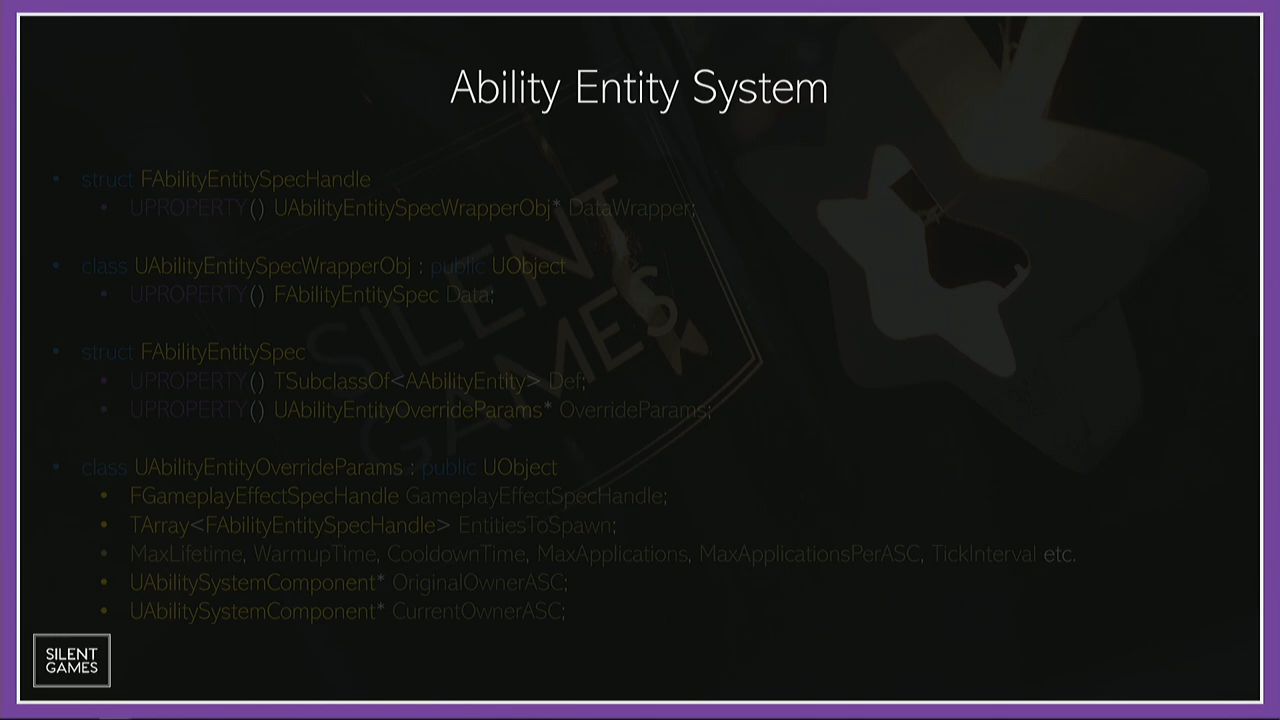 Ability Entity System
• struct FAbilityEntitySpecHandle
• UPROPERTY() UAbilityEntitySpecWrapperObj* DataWrapper;
• class UAbilityEntitySpecWrapperObj : public UObject
• UPROPERTY() FAbilityEntitySpec Data;
• struct FAbilityEntitySpec
• UPROPERTY() TSubclassOf<AAbilityEntity> Def;
• UPROPERTY() UAbilityEntityOverrideParams* OverrideParams;
• class UAbilityEntityOverrideParams : public UObject
• FGameplayEffectSpecHandle GameplayEffectSpecHandle;
• TArray<FAbilityEntitySpecHandle> EntitiesToSpawn;
• MaxLifetime, WarmupTime, CooldownTime, MaxApplications, MaxApplicationsPerASC, TickInterval etc.
• UAbilitySystemComponent* OriginalOwnerASC;
• UAbilitySystemComponent* CurrentOwnerASC;
SILENT
GAMES
SILENT
GAMES